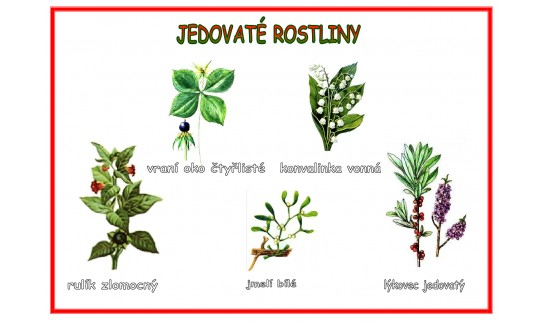 JEDOVATÉ ROSTLINY
vraní oko čtyřlisté
konvalinka vonná
rulík zlomocný
jmelí bílé
lýkovec jedovatý